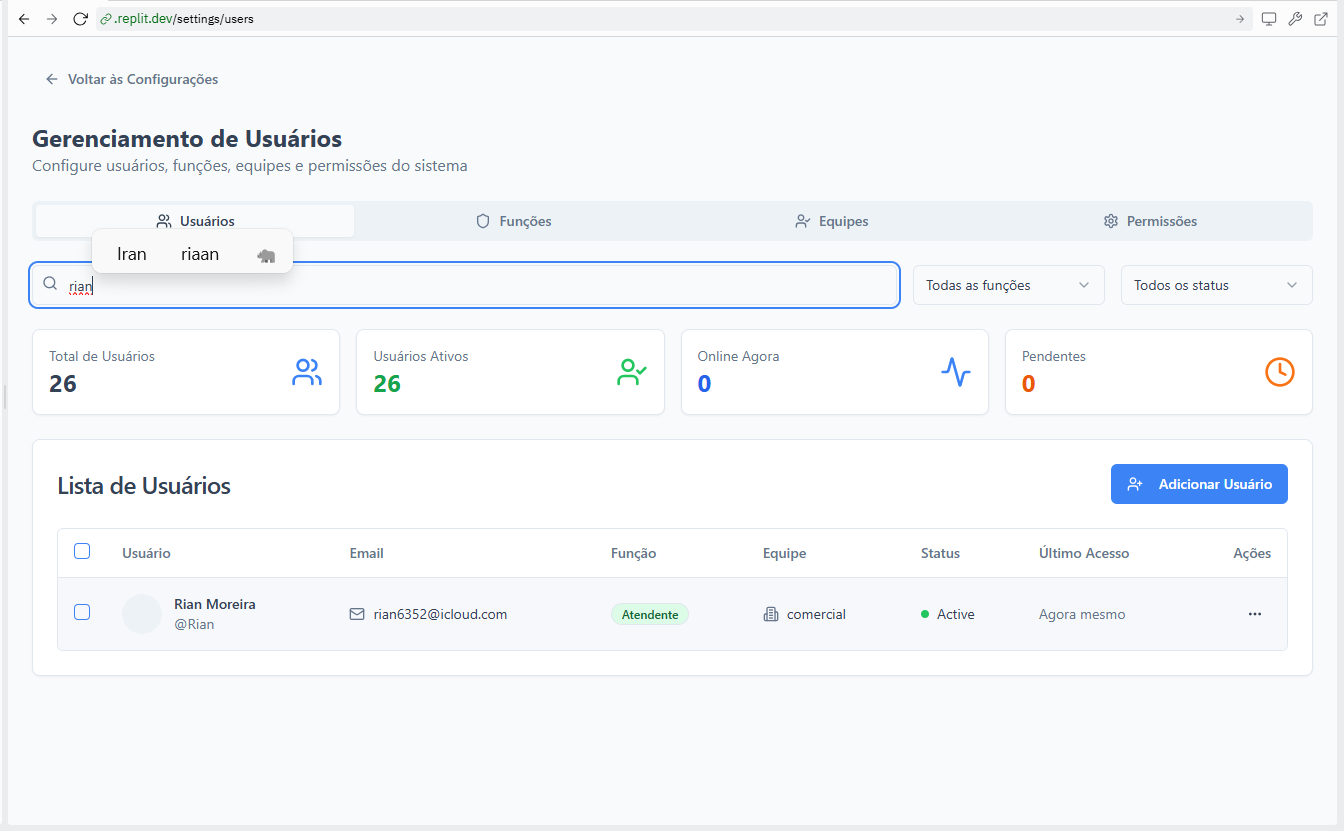 .replit.dev/settings/users
Voltar às Configurações
Gerenciamento de Usuários
Configure usuários, funções, equipes e permissões do sistema
Usuários Funções Equipes Permissões
Iran riaan
rian Todas as funções Todos os status
Total de Usuários
26
Usuários Ativos
26
Online Agora
0
Pendentes
0
Lista de Usuários
Adicionar Usuário
Usuário Email Função Equipe Status Último Acesso Ações
Rian Moreira
@Rian
rian6352@icloud.com Atendente comercial Active Agora mesmo